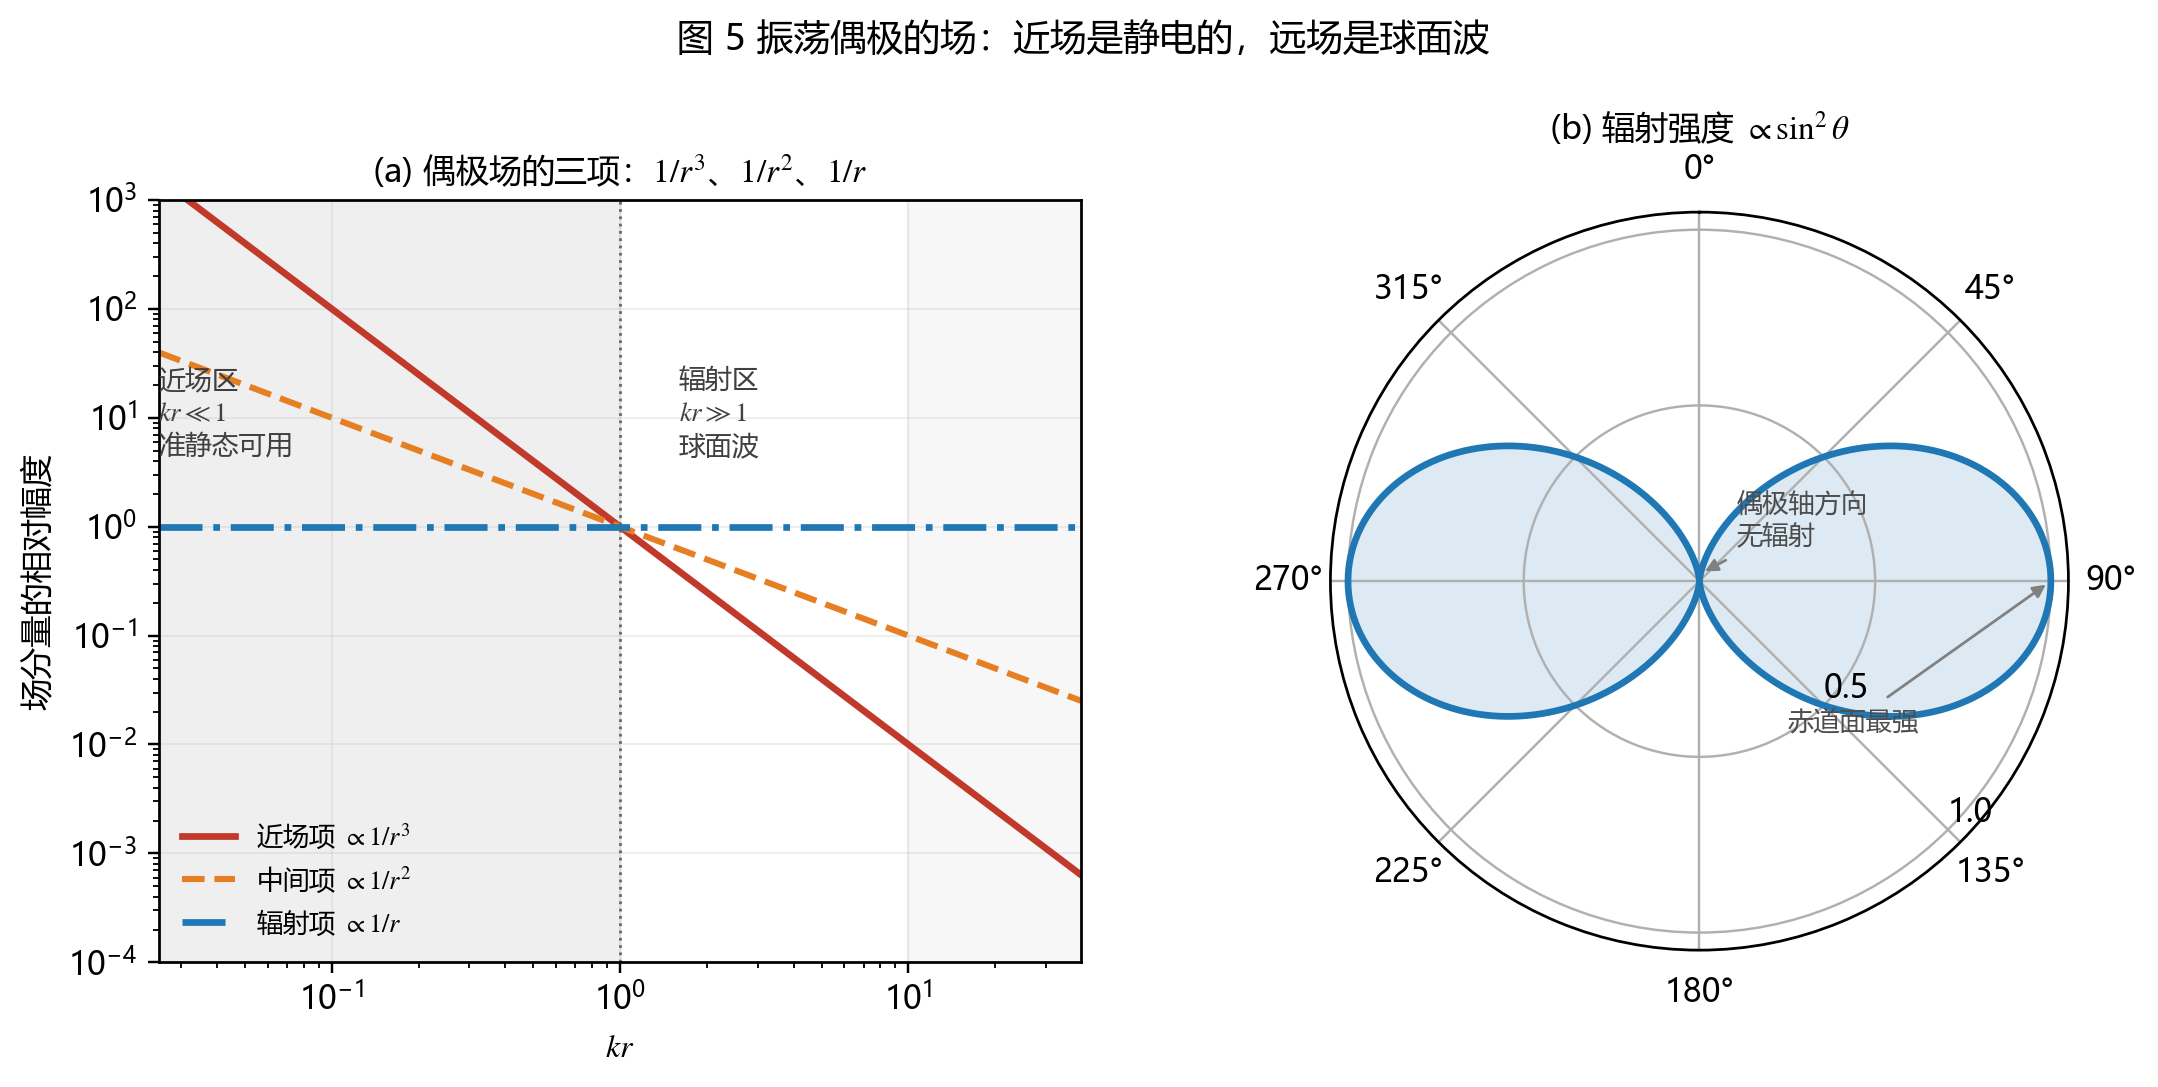 图 5 振荡偶极的场：近场是静电的，远场是球面波
(a) 偶极场的三项：1/r³、1/r²、1/r
场分量的相对幅度
10³
10²
10¹
10⁰
10⁻¹
10⁻²
10⁻³
10⁻⁴
近场区
kr≪1
准静态可用
辐射区
kr≫1
球面波
近场项 ∝1/r³
中间项 ∝1/r²
辐射项 ∝1/r
10⁻¹
10⁰
10¹
kr
(b) 辐射强度 ∝sin²θ
0°
45°
90°
135°
180°
225°
270°
315°
偶极轴方向
无辐射
0.5
赤道面最强
1.0